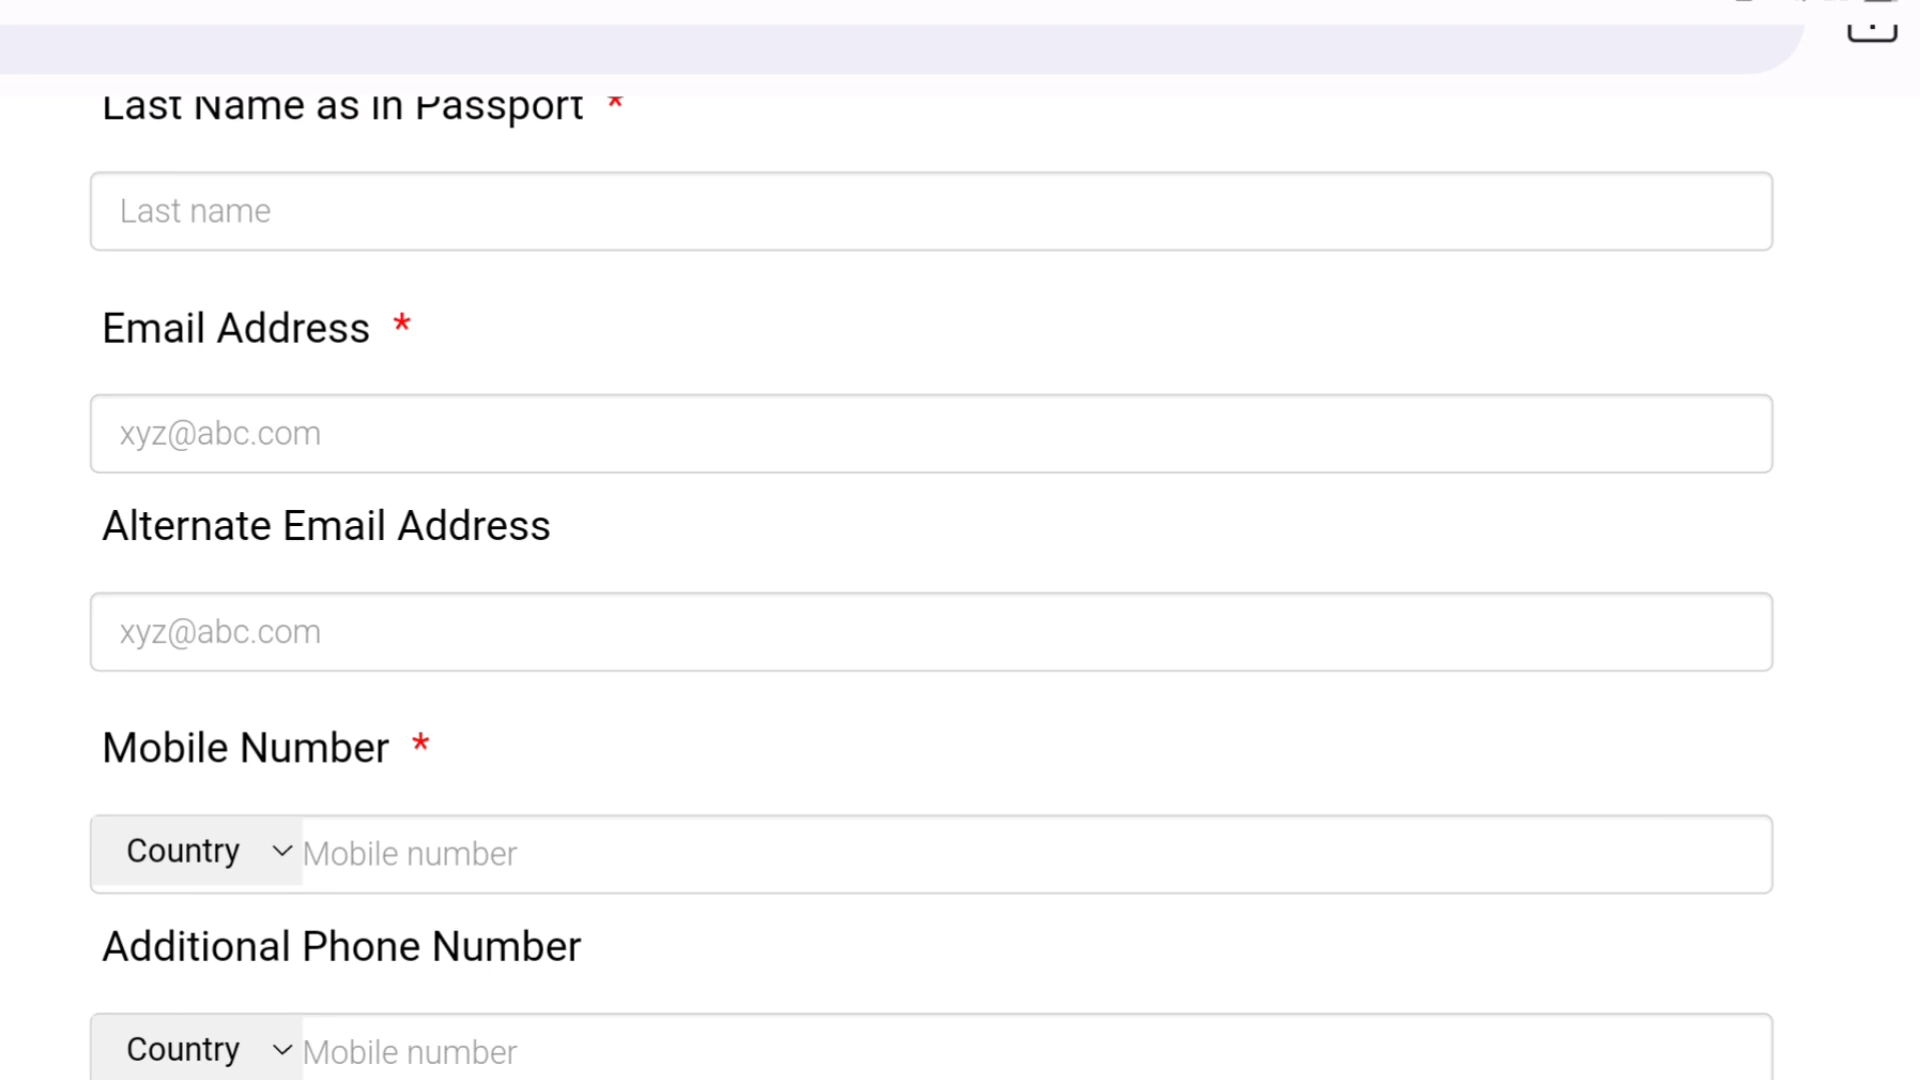 Last Name as in Passport *
Last name
Email Address *
xyz@abc.com
Alternate Email Address
xyz@abc.com
Mobile Number *
Country Mobile number
Additional Phone Number
Country Mobile number